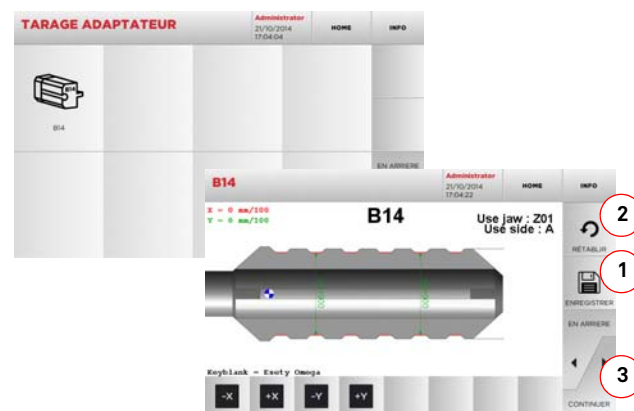 TARAGE ADAPTATEUR
Administrator
21/10/2014
17:04:04
HOME
INFO
B14
B14
EN ARRIERE
B14
Administrator
21/10/2014
17:04:22
HOME
INFO
X = 0 mm/100
Y = 0 mm/100
B14
Use jaw : Z01
Use side : A
2
RÉTABLIR
1
ENREGISTRER
EN ARRIERE
3
CONTINUER
Keyblank = Esety Omega
-X
+X
-Y
+Y